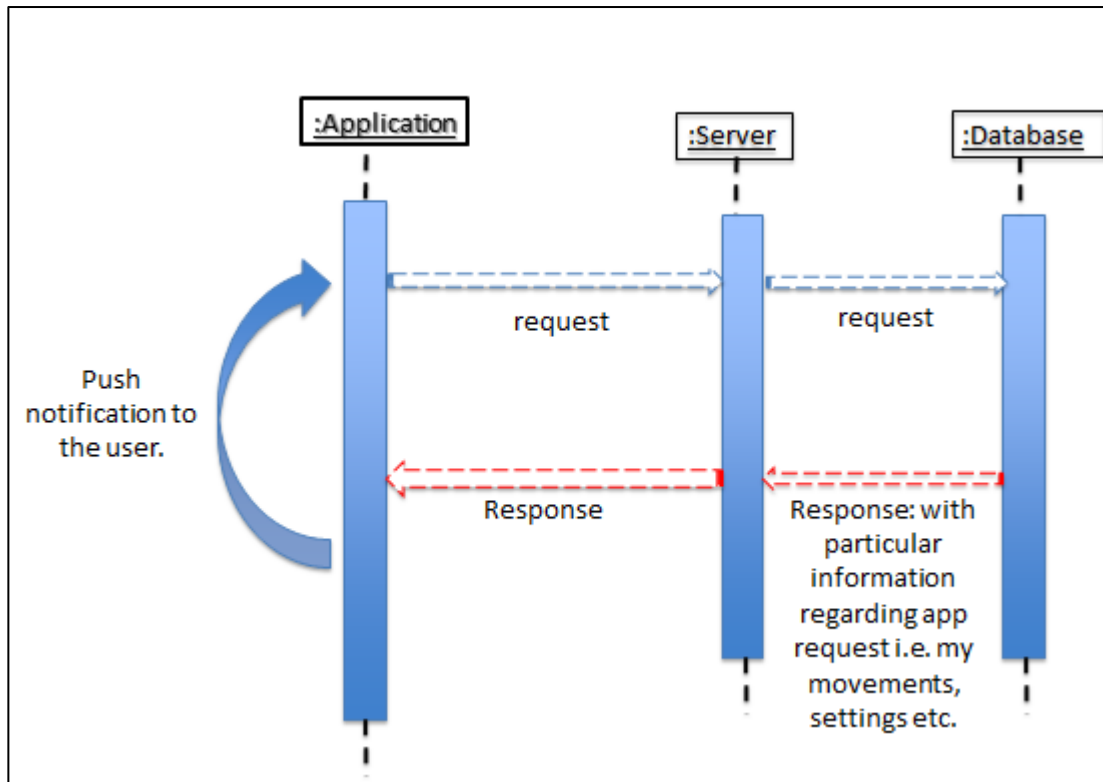 :Application
:Server
:Database
request
request
Push
notification to
the user.
Response
Response: with
particular
information
regarding app
request i.e. my
movements,
settings etc.